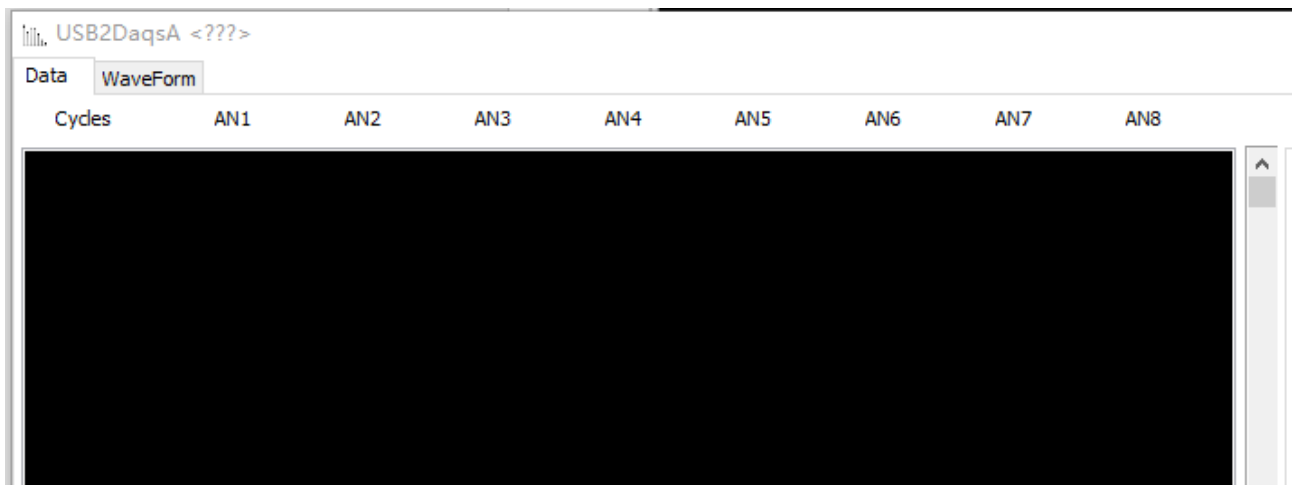 USB2DaqsA <???>
Data WaveForm
Cycles AN1 AN2 AN3 AN4 AN5 AN6 AN7 AN8